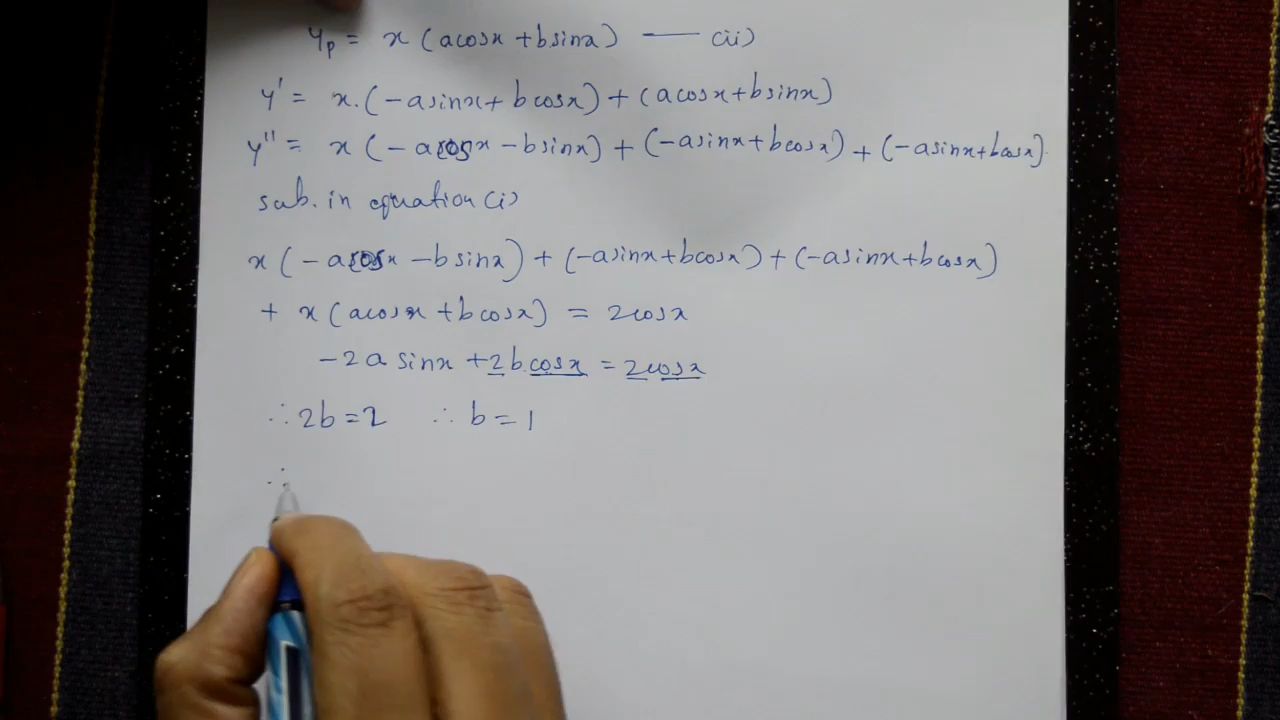 yp = x (acosx + bsinx) — (ii)
y' = x.(-asinx + bcosx) + (acosx + bsinx)
y'' = x (-acosx - bsinx) + (-asinx + bcosx) + (-asinx + bcosx).
sub. in equation (i)
x (-acosx - bsinx) + (-asinx + bcosx) + (-asinx + bcosx)
+ x (acosx + bcosx) = 2cosx
-2a sinx + 2b.cosx = 2cosx
∴ 2b = 2 ∴ b = 1
∴